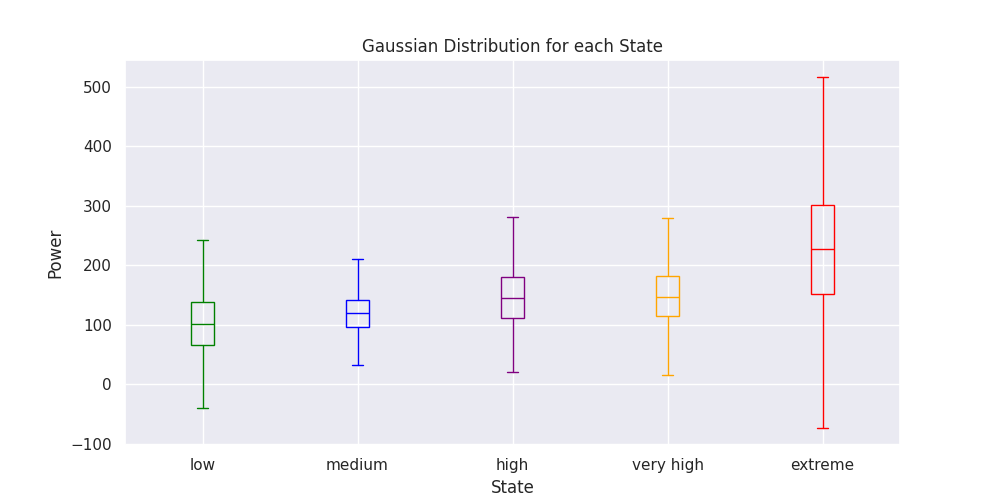 Gaussian Distribution for each State
500
400
300
200
100
0
−100
Power
low medium high very high extreme
State